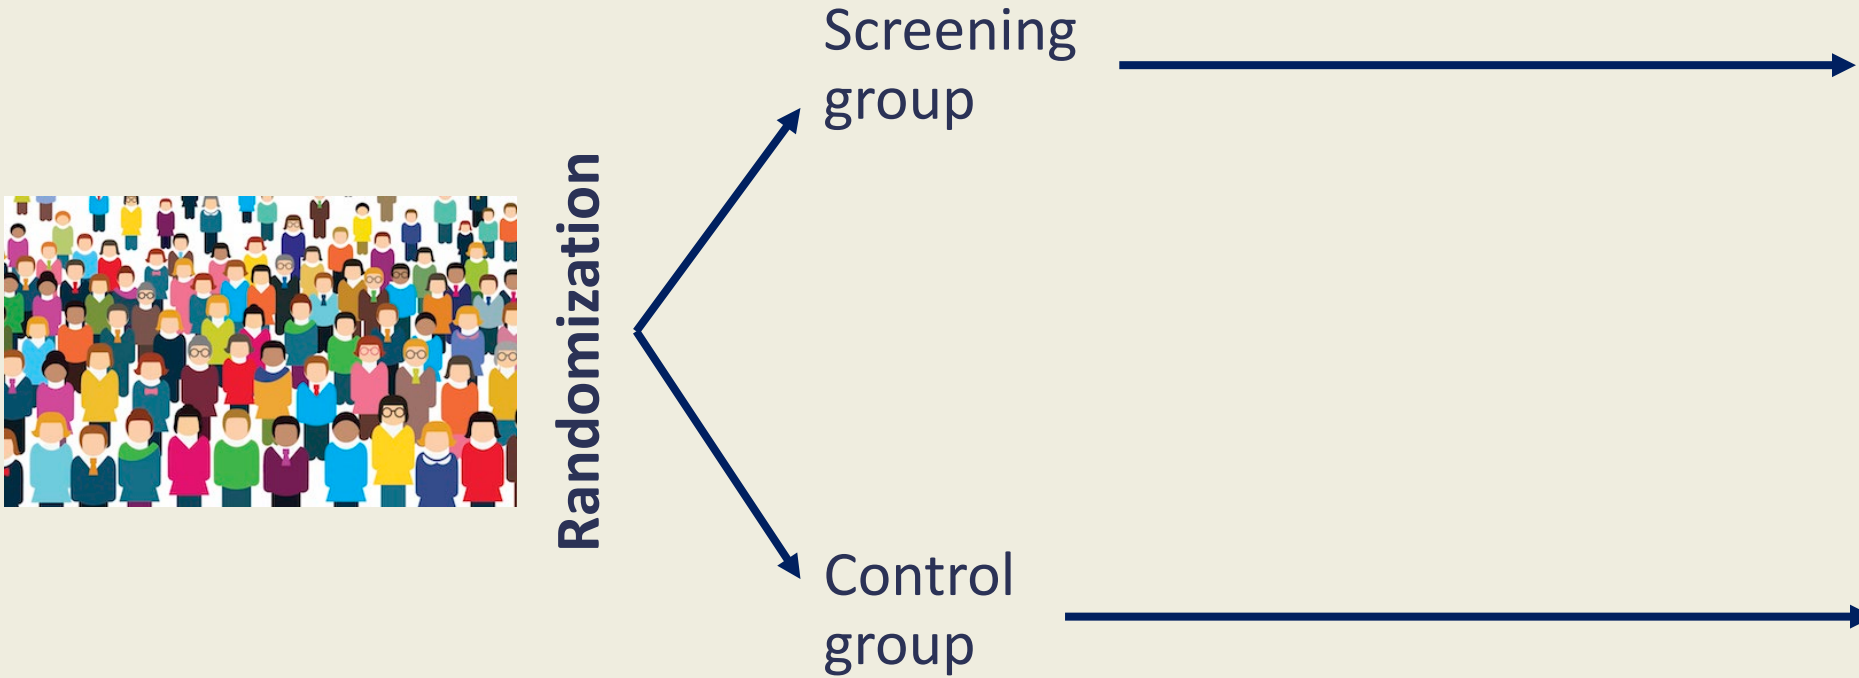 Screening
group
Randomization
Control
group